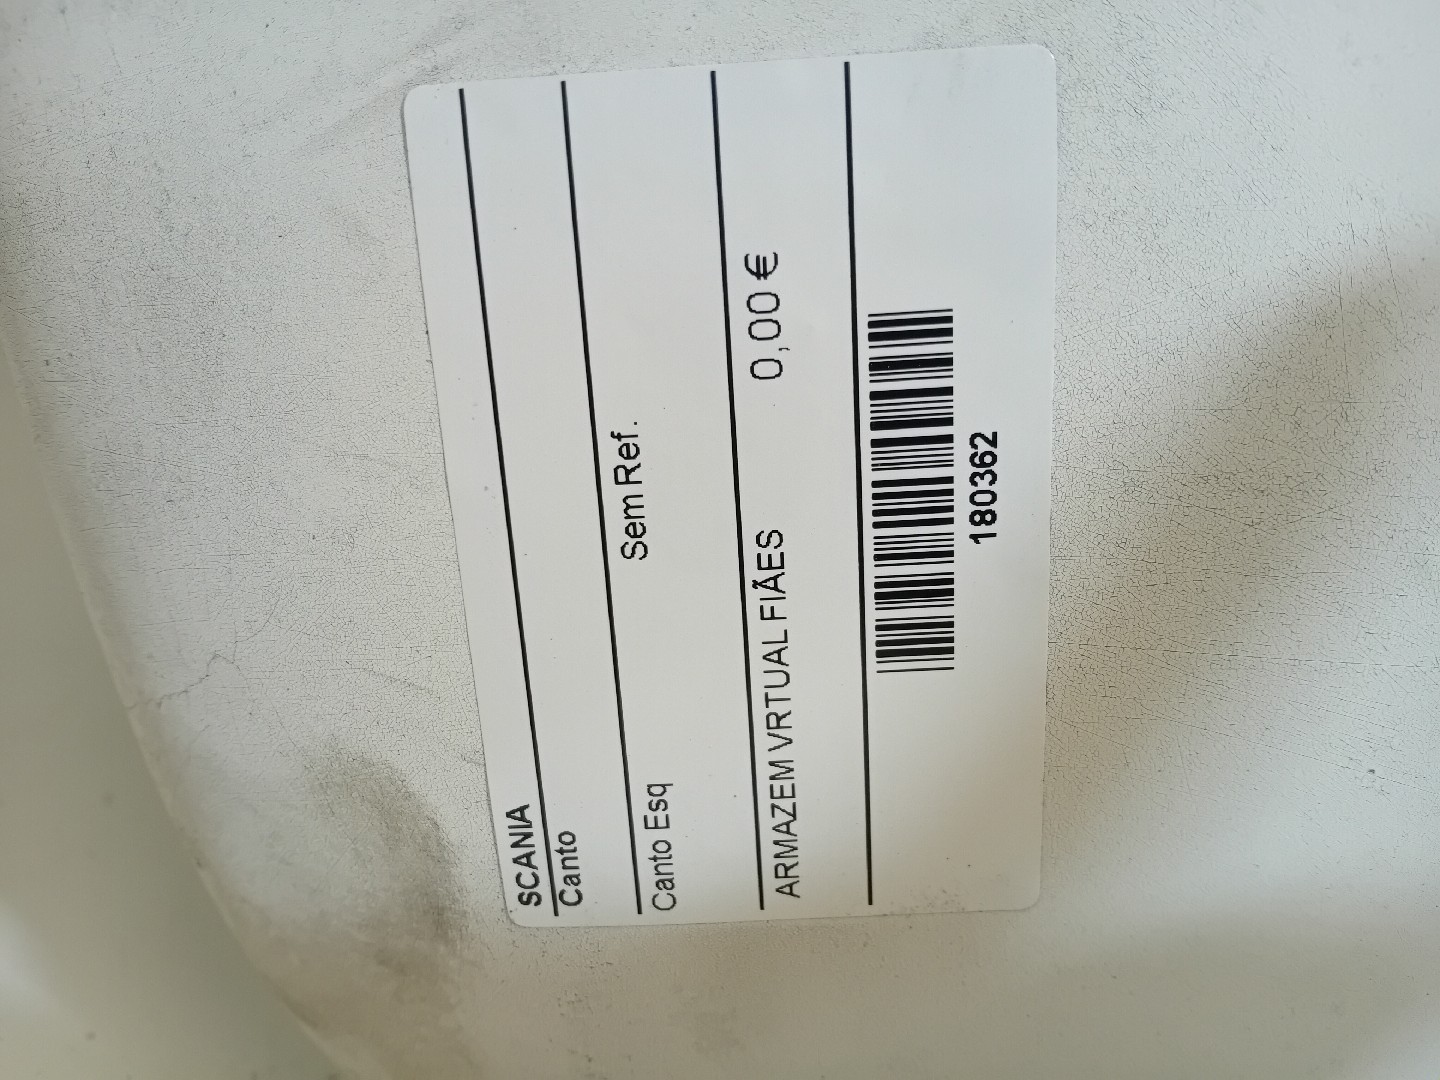 SCANIA
Canto
Canto Esq Sem Ref.
ARMAZEM VRTUAL FIÃES 0,00 €
180362